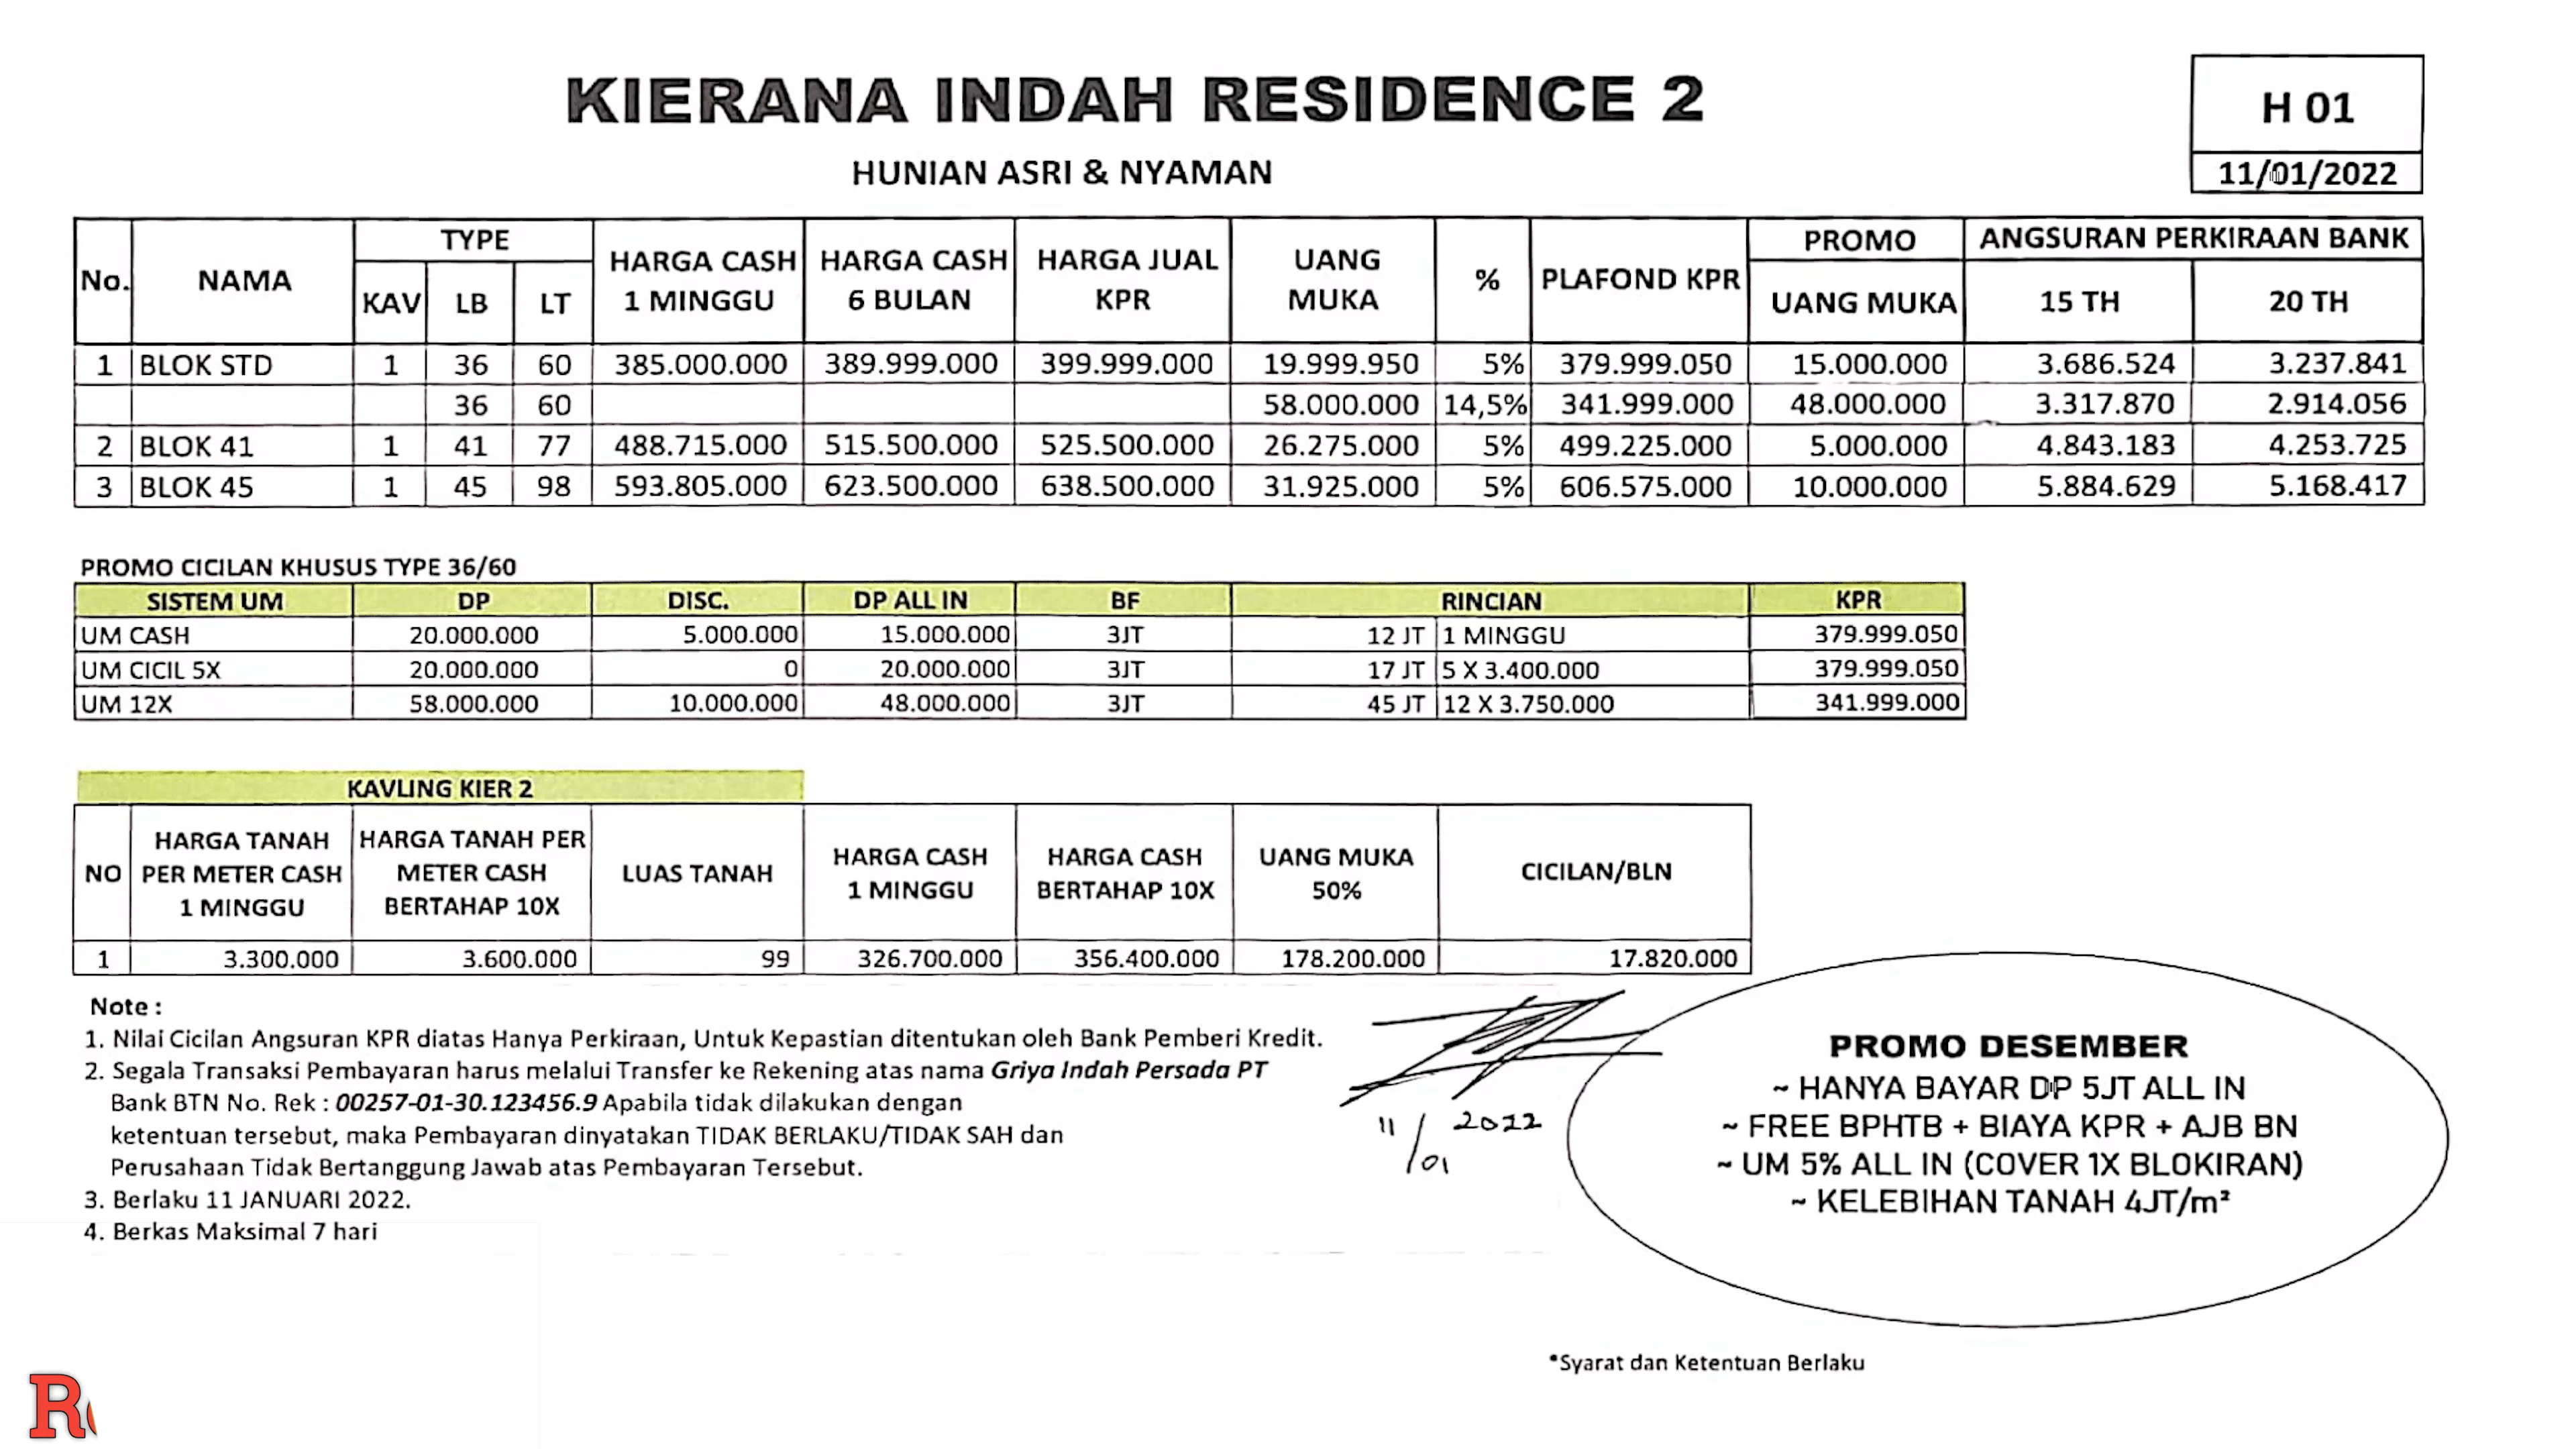 KIERANA INDAH RESIDENCE 2
H 01
HUNIAN ASRI & NYAMAN
11/01/2022
No. NAMA TYPE KAV LB LT HARGA CASH 1 MINGGU HARGA CASH 6 BULAN HARGA JUAL KPR UANG MUKA % PLAFOND KPR PROMO UANG MUKA ANGSURAN PERKIRAAN BANK 15 TH 20 TH
1 BLOK STD 1 36 60 385.000.000 389.999.000 399.999.000 19.999.950 5% 379.999.050 15.000.000 3.686.524 3.237.841
36 60 58.000.000 14,5% 341.999.000 48.000.000 3.317.870 2.914.056
2 BLOK 41 1 41 77 488.715.000 515.500.000 525.500.000 26.275.000 5% 499.225.000 5.000.000 4.843.183 4.253.725
3 BLOK 45 1 45 98 593.805.000 623.500.000 638.500.000 31.925.000 5% 606.575.000 10.000.000 5.884.629 5.168.417
PROMO CICILAN KHUSUS TYPE 36/60
SISTEM UM DP DISC. DP ALL IN BF RINCIAN KPR
UM CASH 20.000.000 5.000.000 15.000.000 3JT 12 JT 1 MINGGU 379.999.050
UM CICIL 5X 20.000.000 0 20.000.000 3JT 17 JT 5 X 3.400.000 379.999.050
UM 12X 58.000.000 10.000.000 48.000.000 3JT 45 JT 12 X 3.750.000 341.999.000
KAVLING KIER 2
NO HARGA TANAH PER METER CASH 1 MINGGU HARGA TANAH PER METER CASH BERTAHAP 10X LUAS TANAH HARGA CASH 1 MINGGU HARGA CASH BERTAHAP 10X UANG MUKA 50% CICILAN/BLN
1 3.300.000 3.600.000 99 326.700.000 356.400.000 178.200.000 17.820.000
Note :
1. Nilai Cicilan Angsuran KPR diatas Hanya Perkiraan, Untuk Kepastian ditentukan oleh Bank Pemberi Kredit.
2. Segala Transaksi Pembayaran harus melalui Transfer ke Rekening atas nama Griya Indah Persada PT
Bank BTN No. Rek : 00257-01-30.123456.9 Apabila tidak dilakukan dengan
ketentuan tersebut, maka Pembayaran dinyatakan TIDAK BERLAKU/TIDAK SAH dan
Perusahaan Tidak Bertanggung Jawab atas Pembayaran Tersebut.
3. Berlaku 11 JANUARI 2022.
4. Berkas Maksimal 7 hari
11/01 2022
PROMO DESEMBER
~ HANYA BAYAR DP 5JT ALL IN
~ FREE BPHTB + BIAYA KPR + AJB BN
~ UM 5% ALL IN (COVER 1X BLOKIRAN)
~ KELEBIHAN TANAH 4JT/m²
*Syarat dan Ketentuan Berlaku